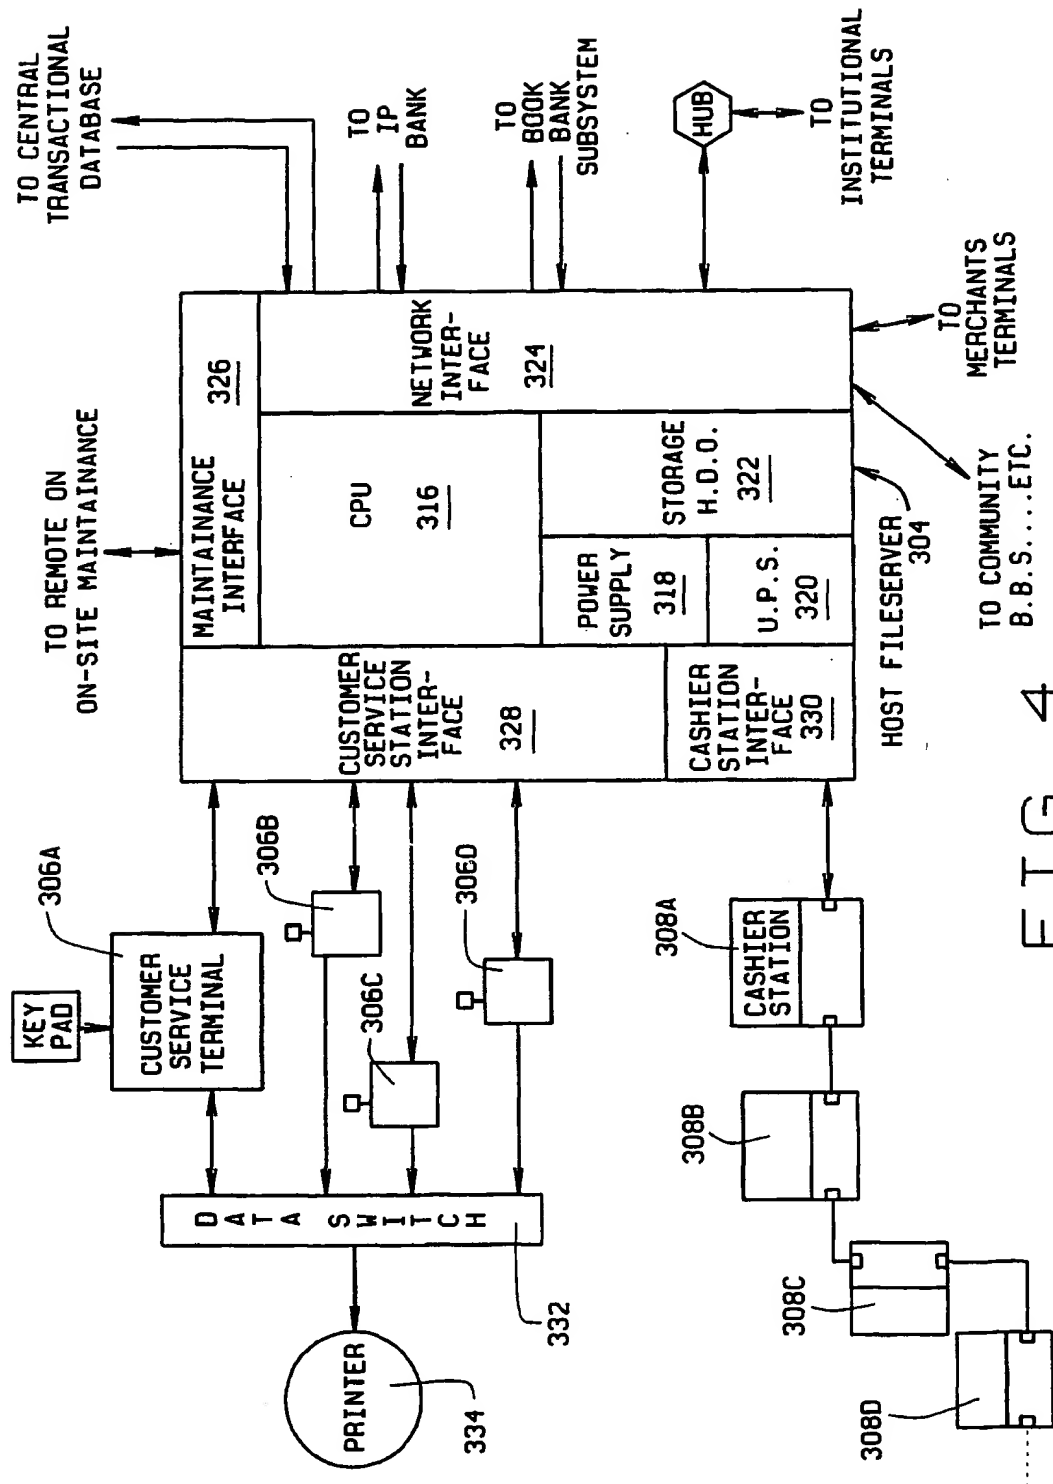 TO REMOTE ON
ON-SITE MAINTAINANCE
TO CENTRAL
TRANSACTIONAL
DATABASE
KEY
PAD
306A
CUSTOMER
SERVICE
TERMINAL
306B
306C
306D
DATA SWITCH
332
PRINTER
334
MAINTAINANCE
INTERFACE
326
CUSTOMER
SERVICE
STATION
INTER-
FACE
328
CPU
316
NETWORK
INTER-
FACE
324
POWER
SUPPLY
318
U.P.S.
320
STORAGE
H.D.O.
322
CASHIER
STATION
INTER-
FACE
330
TO
IP
BANK
TO
BOOK
BANK
SUBSYSTEM
HUB
TO
INSTITUTIONAL
TERMINALS
TO
MERCHANTS
TERMINALS
TO COMMUNITY
B.B.S.....ETC.
HOST FILESERVER
304
308A
CASHIER
STATION
308B
308C
308D
FIG 4